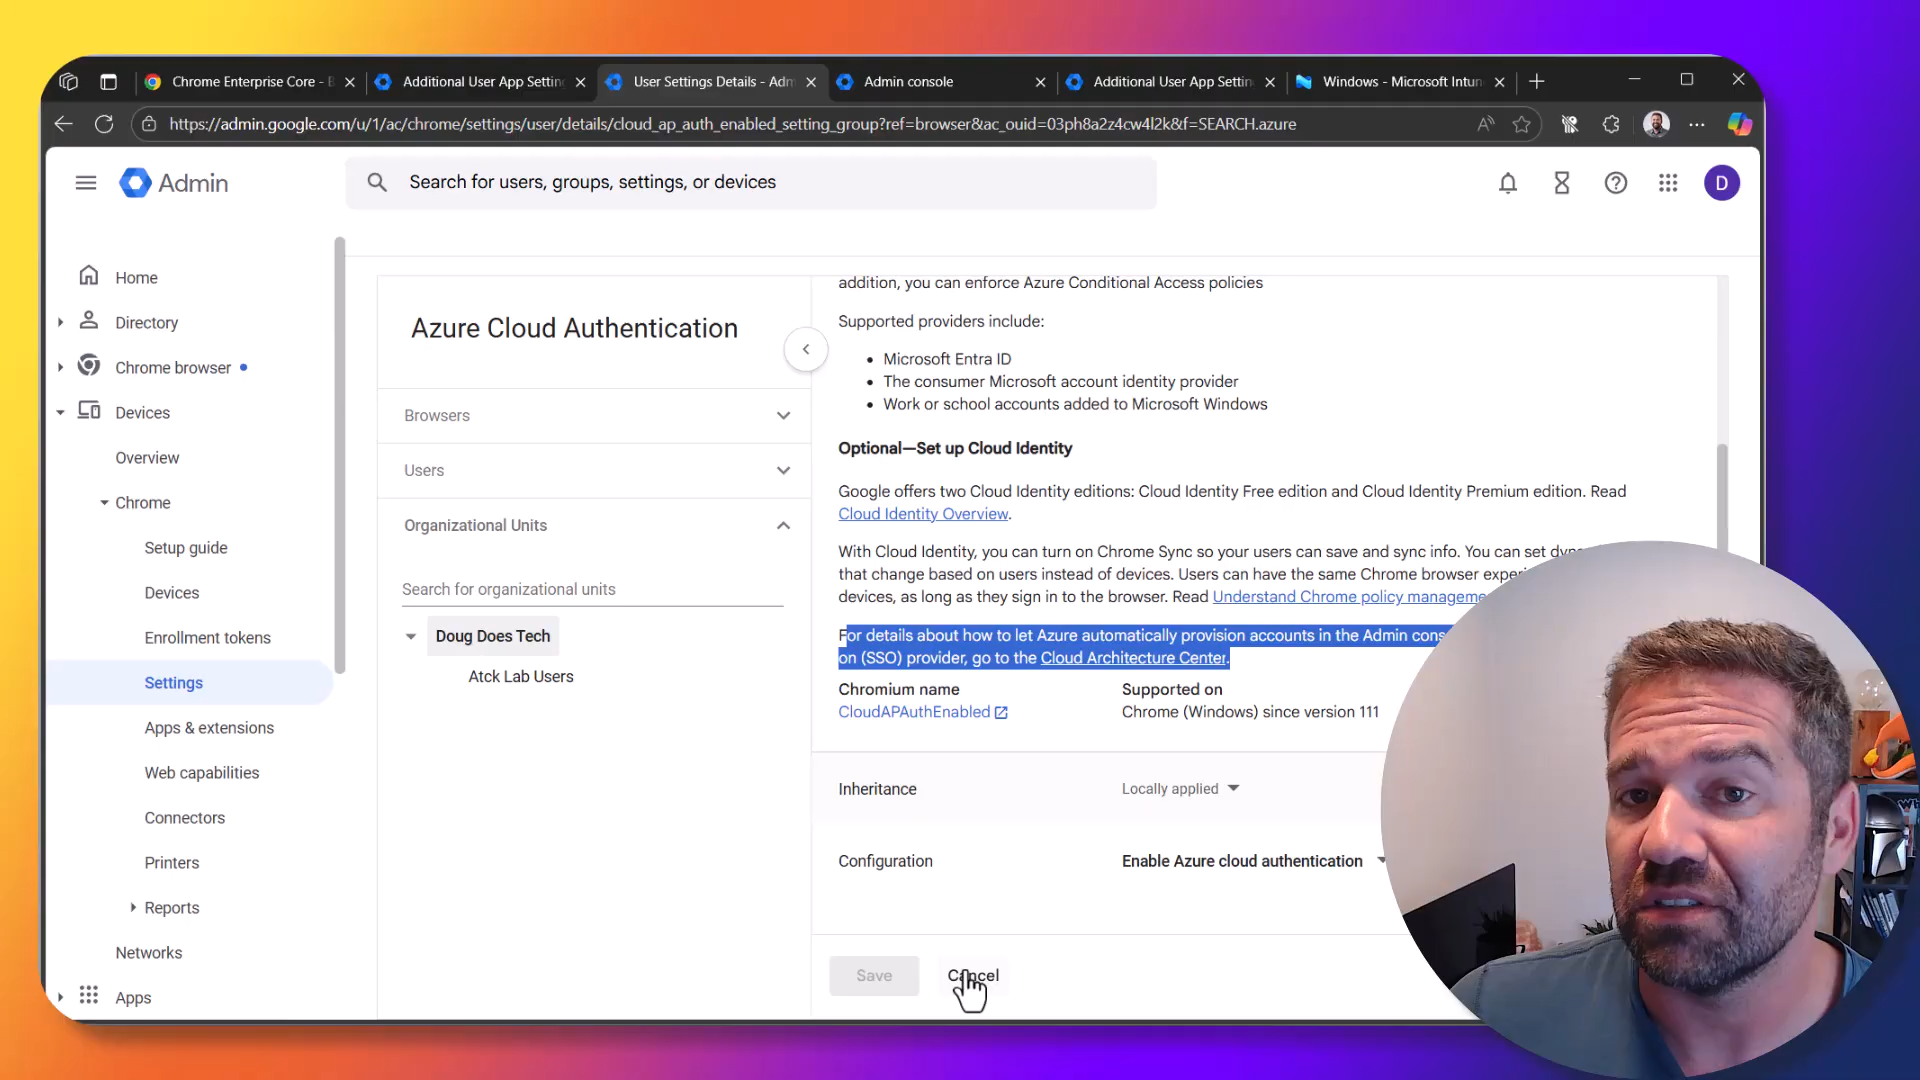 Chrome Enterprise Core - B
Additional User App Settin
User Settings Details - Adm
Admin console
Additional User App Settin
Windows - Microsoft Intun
https://admin.google.com/u/1/ac/chrome/settings/user/details/cloud_ap_auth_enabled_setting_group?ref=browser&ac_ouid=03ph8a2z4cw4l2k&f=SEARCH.azure
Admin
Search for users, groups, settings, or devices
D
Home
Directory
Chrome browser
Devices
Overview
Chrome
Setup guide
Devices
Enrollment tokens
Settings
Apps & extensions
Web capabilities
Connectors
Printers
Reports
Networks
Apps
Azure Cloud Authentication
Browsers
Users
Organizational Units
Search for organizational units
Doug Does Tech
Atck Lab Users
addition, you can enforce Azure Conditional Access policies
Supported providers include:
• Microsoft Entra ID
• The consumer Microsoft account identity provider
• Work or school accounts added to Microsoft Windows
Optional—Set up Cloud Identity
Google offers two Cloud Identity editions: Cloud Identity Free edition and Cloud Identity Premium edition. Read
Cloud Identity Overview.
With Cloud Identity, you can turn on Chrome Sync so your users can save and sync info. You can set
that change based on users instead of devices. Users can have the same Chrome browser
devices, as long as they sign in to the browser. Read Understand Chrome policy manageme
For details about how to let Azure automatically provision accounts in the Admin cons
on (SSO) provider, go to the Cloud Architecture Center.
Chromium name
CloudAPAuthEnabled
Supported on
Chrome (Windows) since version 111
Inheritance
Locally applied
Configuration
Enable Azure cloud authentication
Save
Cancel